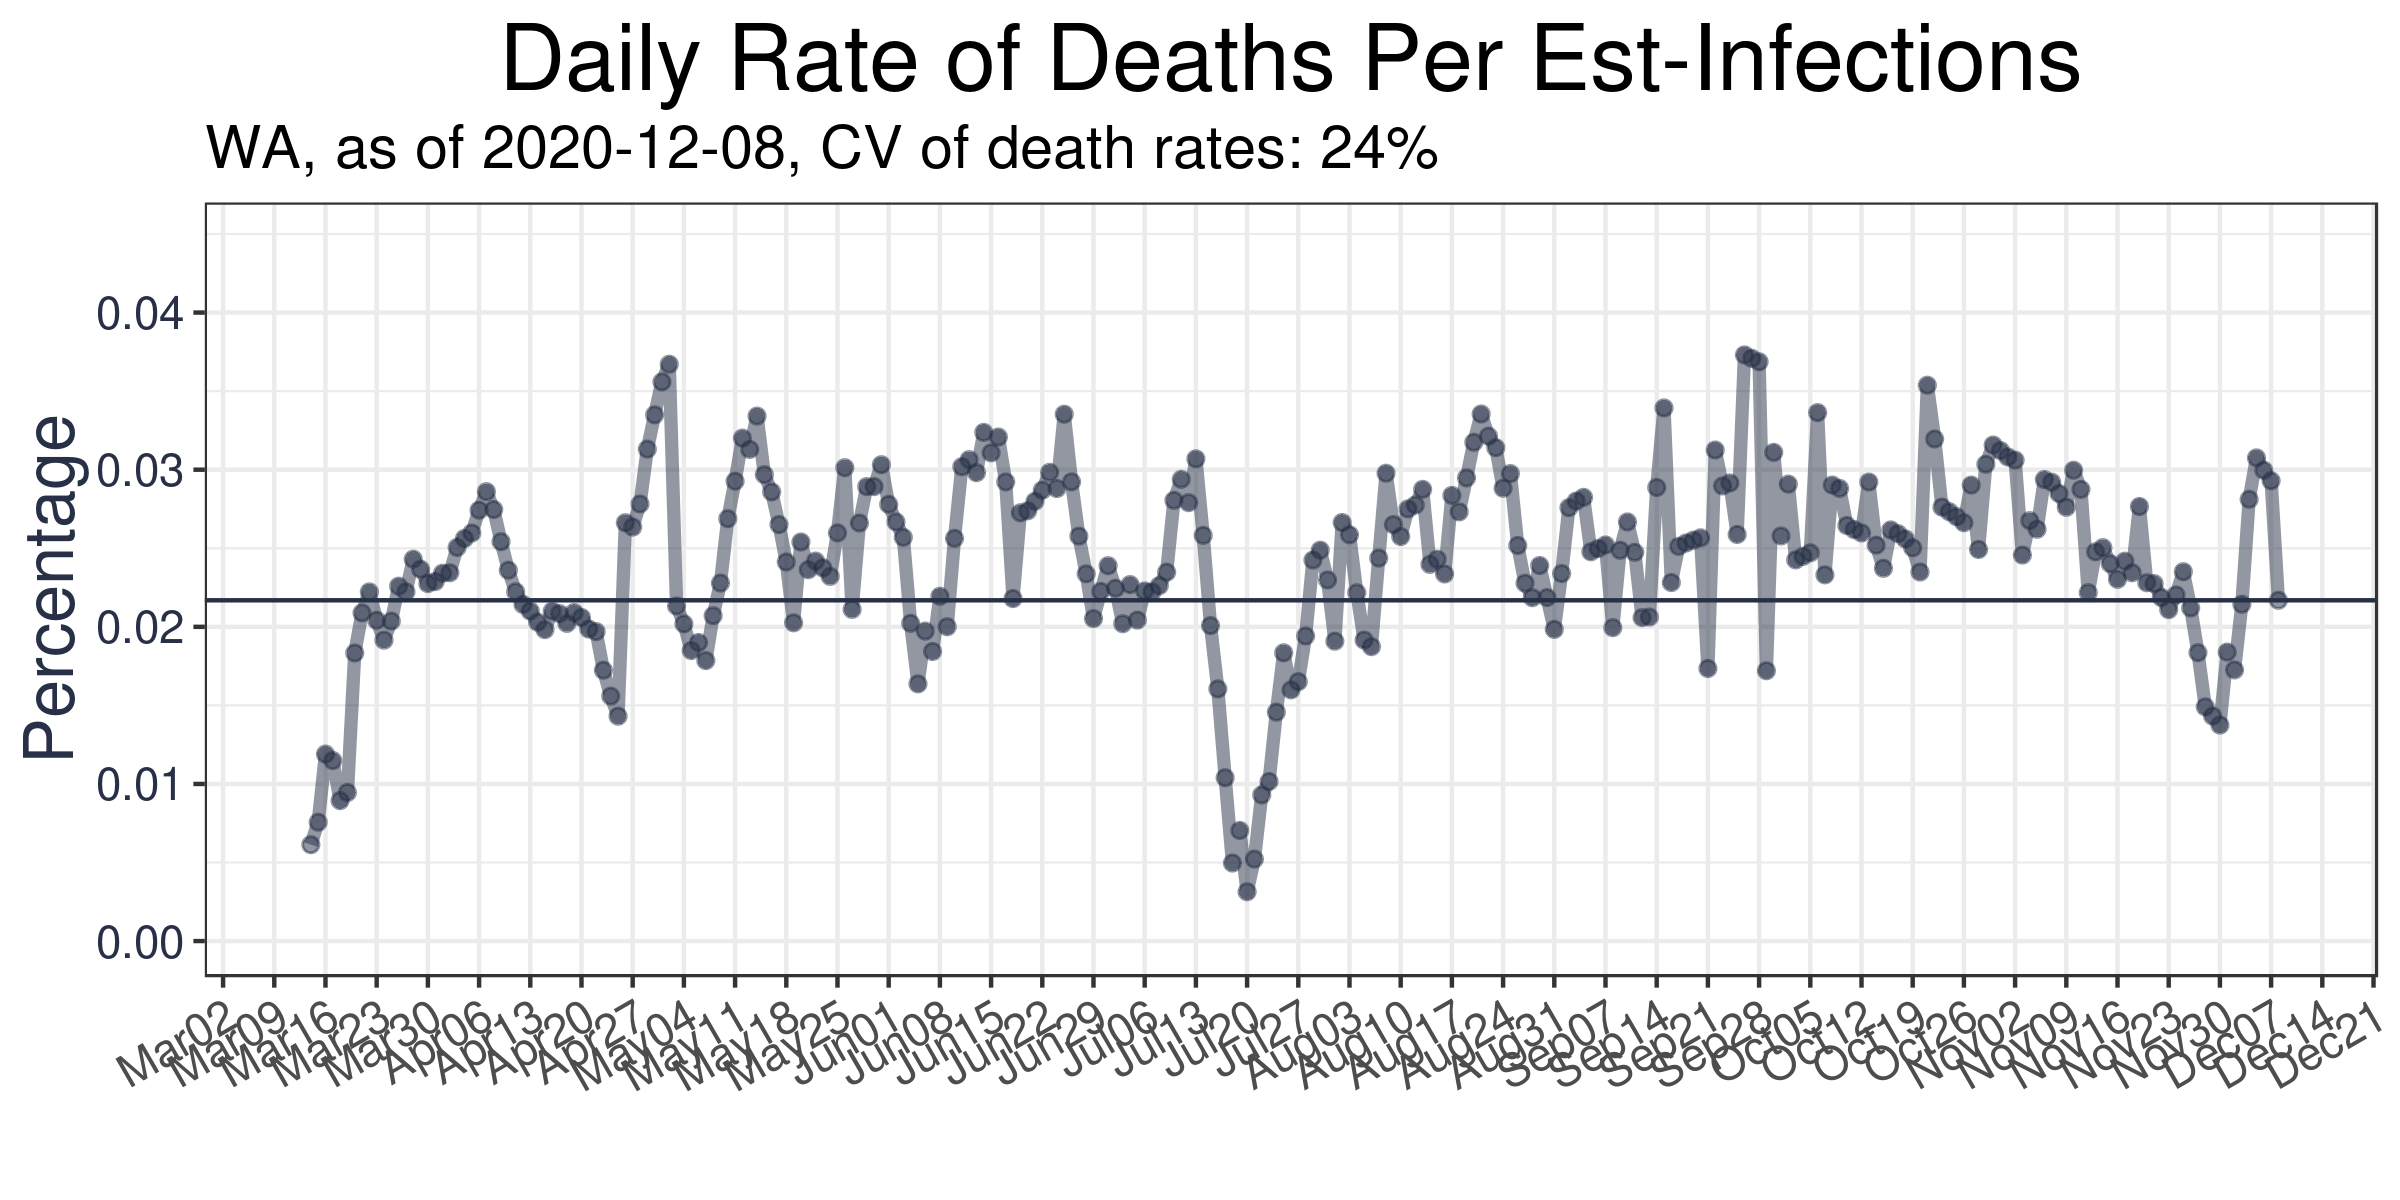 Daily Rate of Deaths Per Est-Infections
WA, as of 2020-12-08, CV of death rates: 24%
Percentage
0.04
0.03
0.02
0.01
0.00
Mar02
Mar09
Mar16
Mar23
Mar30
Apr06
Apr13
Apr20
Apr27
May04
May11
May18
May25
Jun01
Jun08
Jun15
Jun22
Jun29
Jul06
Jul13
Jul20
Jul27
Aug03
Aug10
Aug17
Aug24
Aug31
Sep07
Sep14
Sep21
Sep28
Oct05
Oct12
Oct19
Oct26
Nov02
Nov09
Nov16
Nov23
Nov30
Dec07
Dec14
Dec21